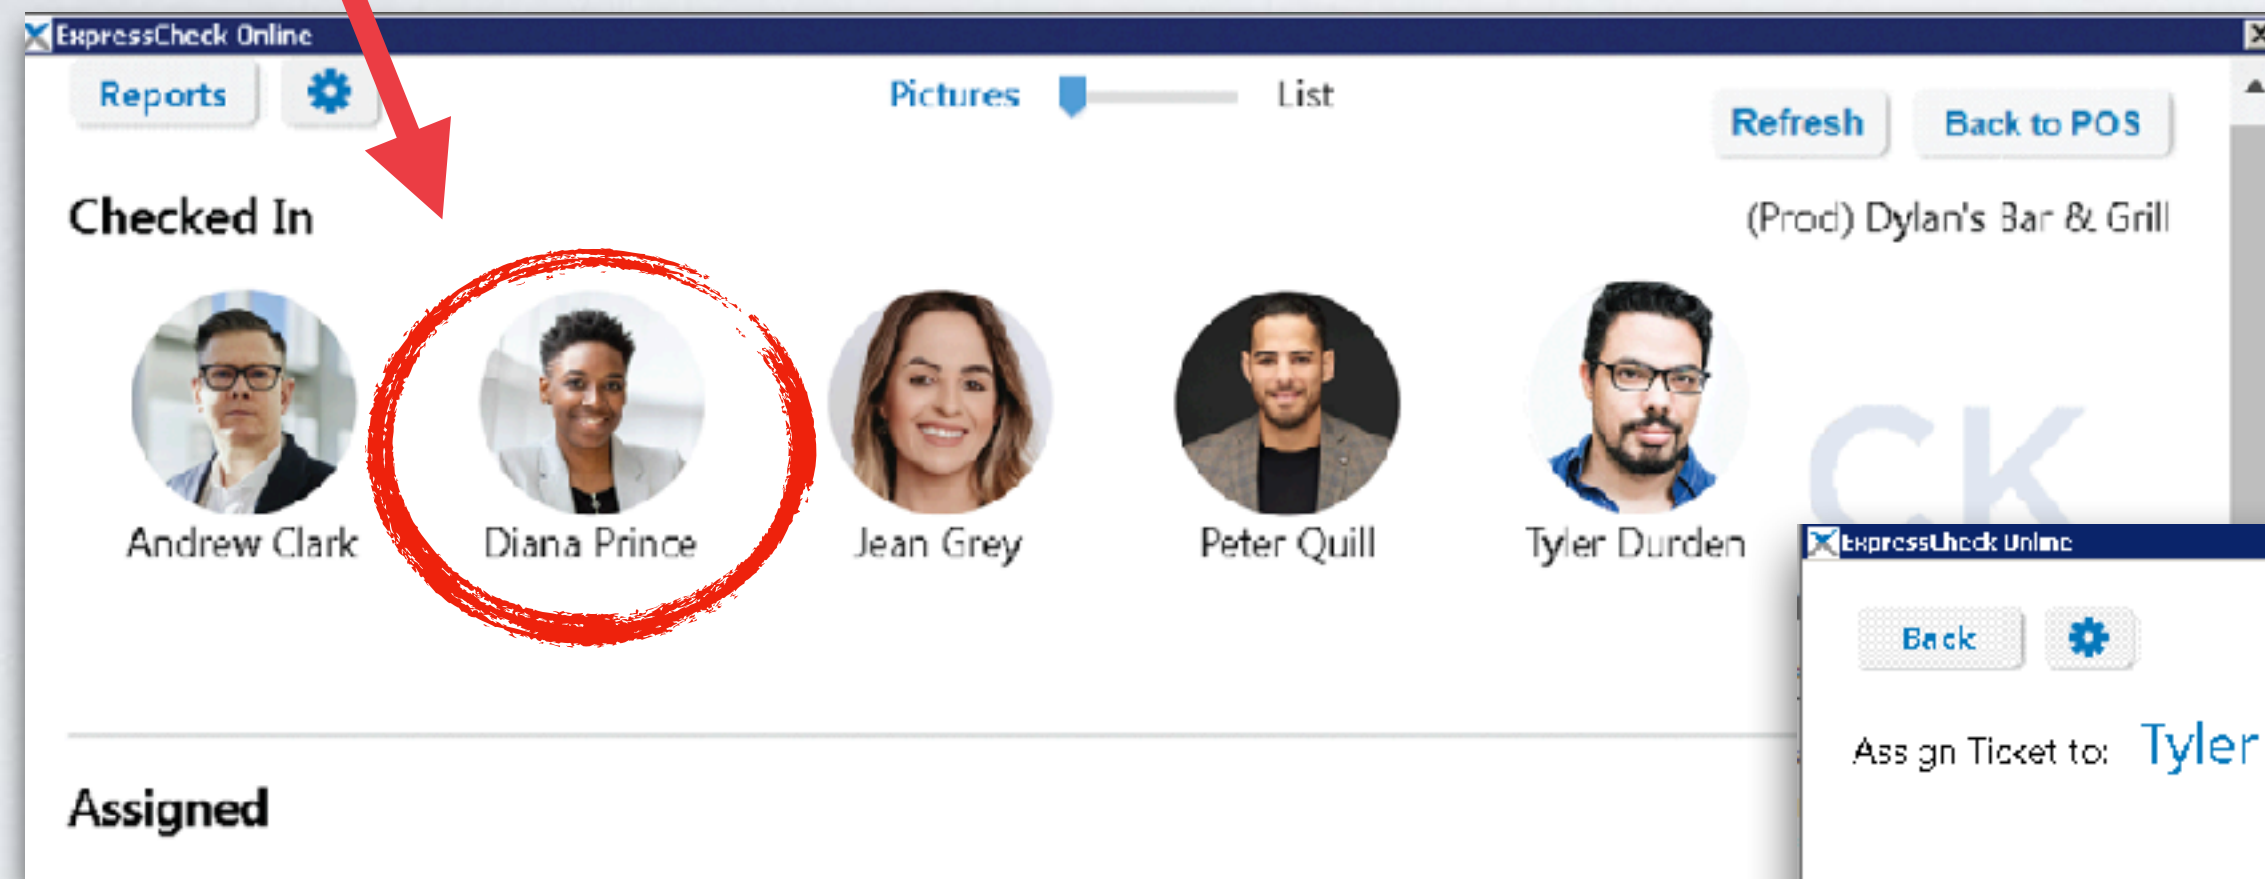 ExpressCheck Online
Reports
Pictures
List
Refresh
Back to POS
Checked In
(Prod) Dylan's Bar & Grill
Andrew Clark
Diana Prince
Jean Grey
Peter Quill
Tyler Durden
CK
ExpressCheck Online
Back
Assign Ticket to: Tyler
Assigned